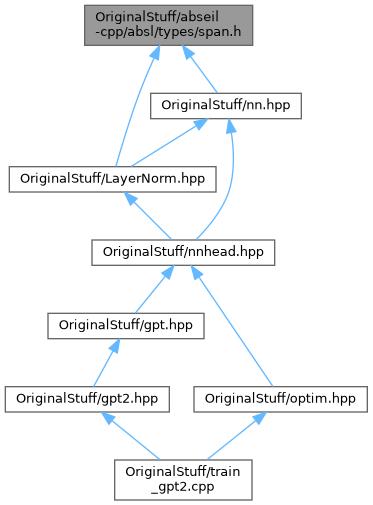 OriginalStuff/abseil
-cpp/absl/types/span.h
OriginalStuff/nn.hpp
OriginalStuff/LayerNorm.hpp
OriginalStuff/nnhead.hpp
OriginalStuff/gpt.hpp
OriginalStuff/gpt2.hpp
OriginalStuff/optim.hpp
OriginalStuff/train
_gpt2.cpp